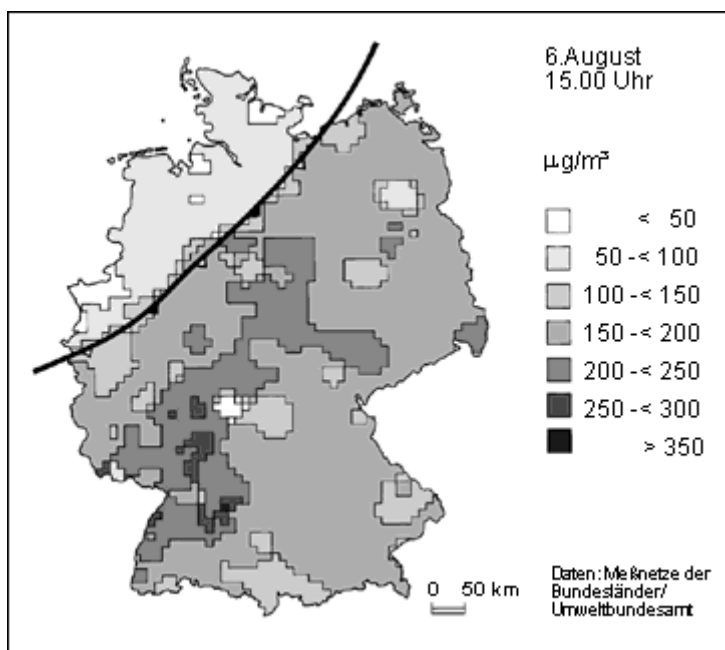 6.August
15.00 Uhr
µg/m³
< 50
50 -< 100
100 -< 150
150 -< 200
200 -< 250
250 -< 300
> 350
0 50 km
Daten: Meßnetze der
Bundesländer/
Umweltbundesamt